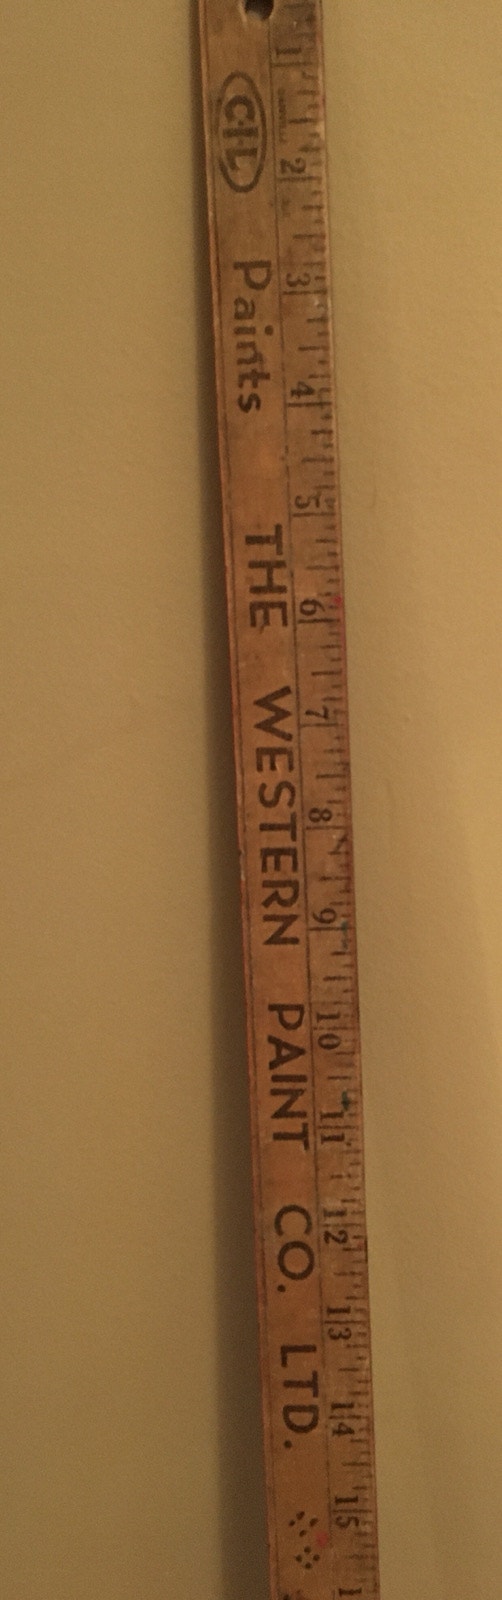 C-I-L Paints THE WESTERN PAINT CO. LTD.
1 2 3 4 5 6 7 8 9 10 11 12 13 14 15